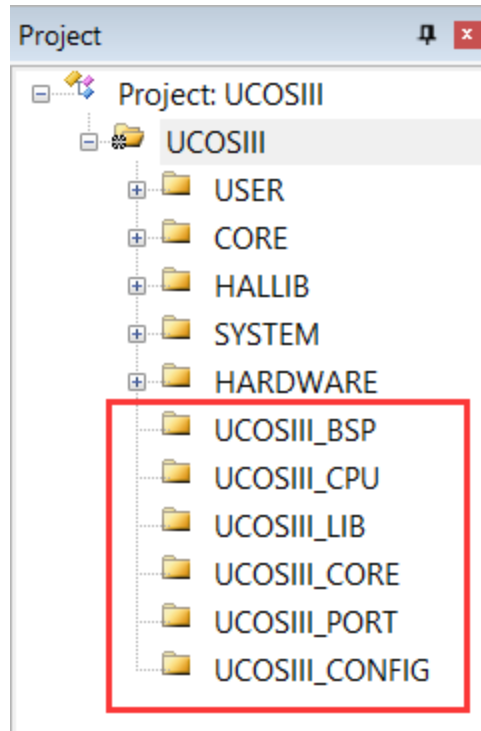 Project
Project: UCOSIII
UCOSIII
USER
CORE
HALLIB
SYSTEM
HARDWARE
UCOSIII_BSP
UCOSIII_CPU
UCOSIII_LIB
UCOSIII_CORE
UCOSIII_PORT
UCOSIII_CONFIG